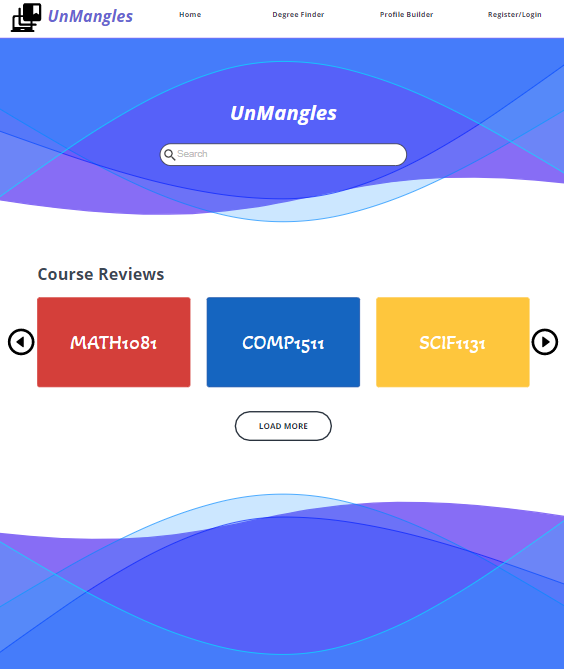 UnMangles Home Degree Finder Profile Builder Register/Login
UnMangles
Search
Course Reviews
MATH1081 COMP1511 SCIF1131
LOAD MORE